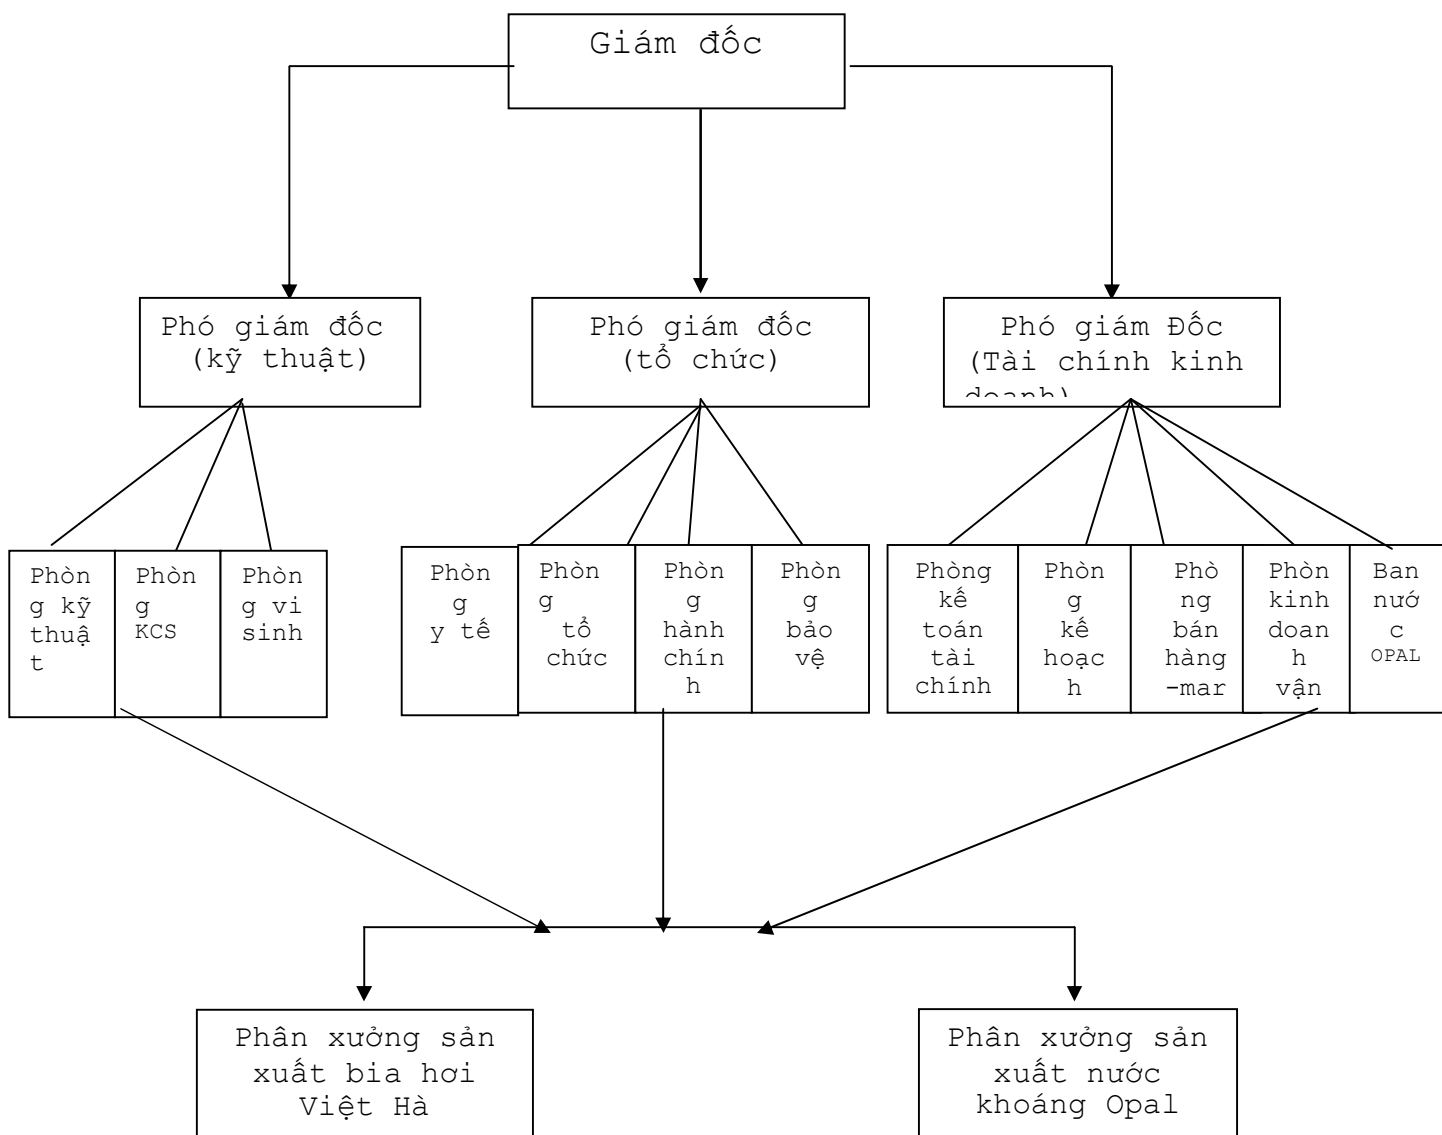 Giám đốc
Phó giám đốc
(kỹ thuật)
Phó giám đốc
(tổ chức)
Phó giám Đốc
(Tài chính kinh
doanh)
Phòn
g kỹ
thuậ
t
Phòn
g
KCS
Phòn
g vi
sinh
Phòn
g
y tế
Phòn
g
tổ
chức
Phòn
g
hành
chín
h
Phòn
g
bảo
vệ
Phòng
kế
toán
tài
chính
Phòn
g
kế
hoạc
h
Phò
ng
bán
hàng
-mar
Phòn
kinh
doan
h
vận
Ban
nướ
c
OPAL
Phân xưởng sản
xuất bia hơi
Việt Hà
Phân xưởng sản
xuất nước
khoáng Opal